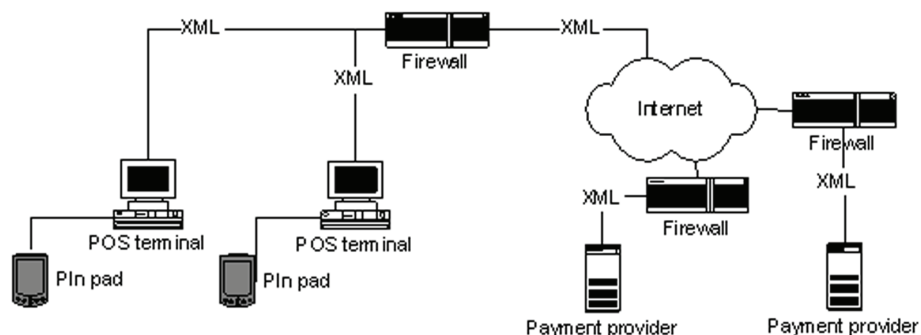 XML
XML
Firewall
XML
XML
Internet
Firewall
XML
XML
Firewall
POS terminal
POS terminal
PIn pad
PIn pad
Payment provider
Payment provider